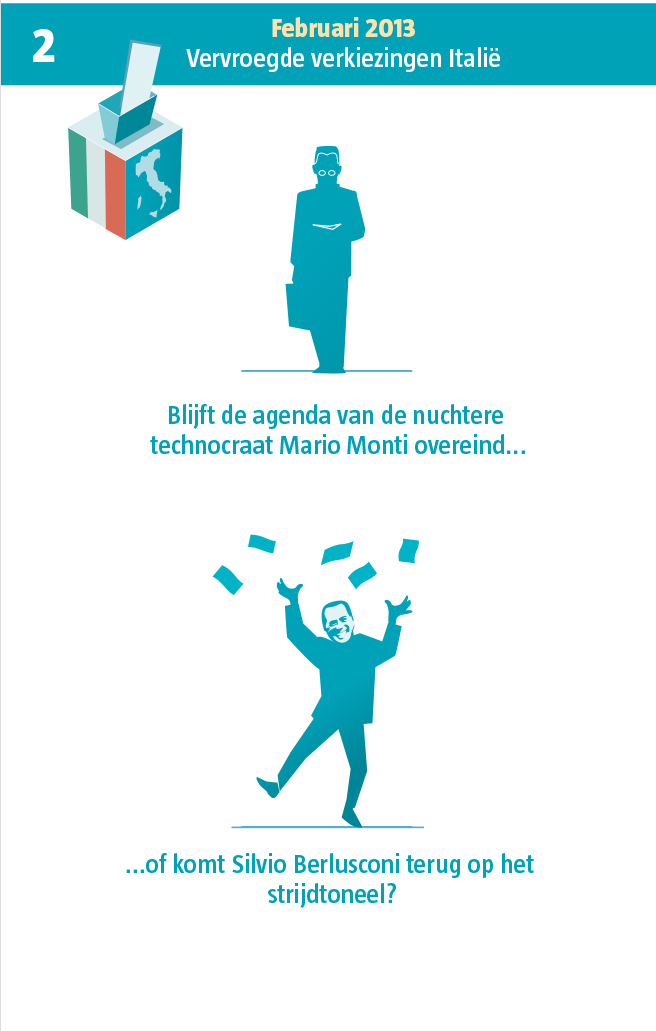 2
Februari 2013
Vervroegde verkiezingen Italië
Blijft de agenda van de nuchtere
technocraat Mario Monti overeind...
...of komt Silvio Berlusconi terug op het
strijdtoneel?